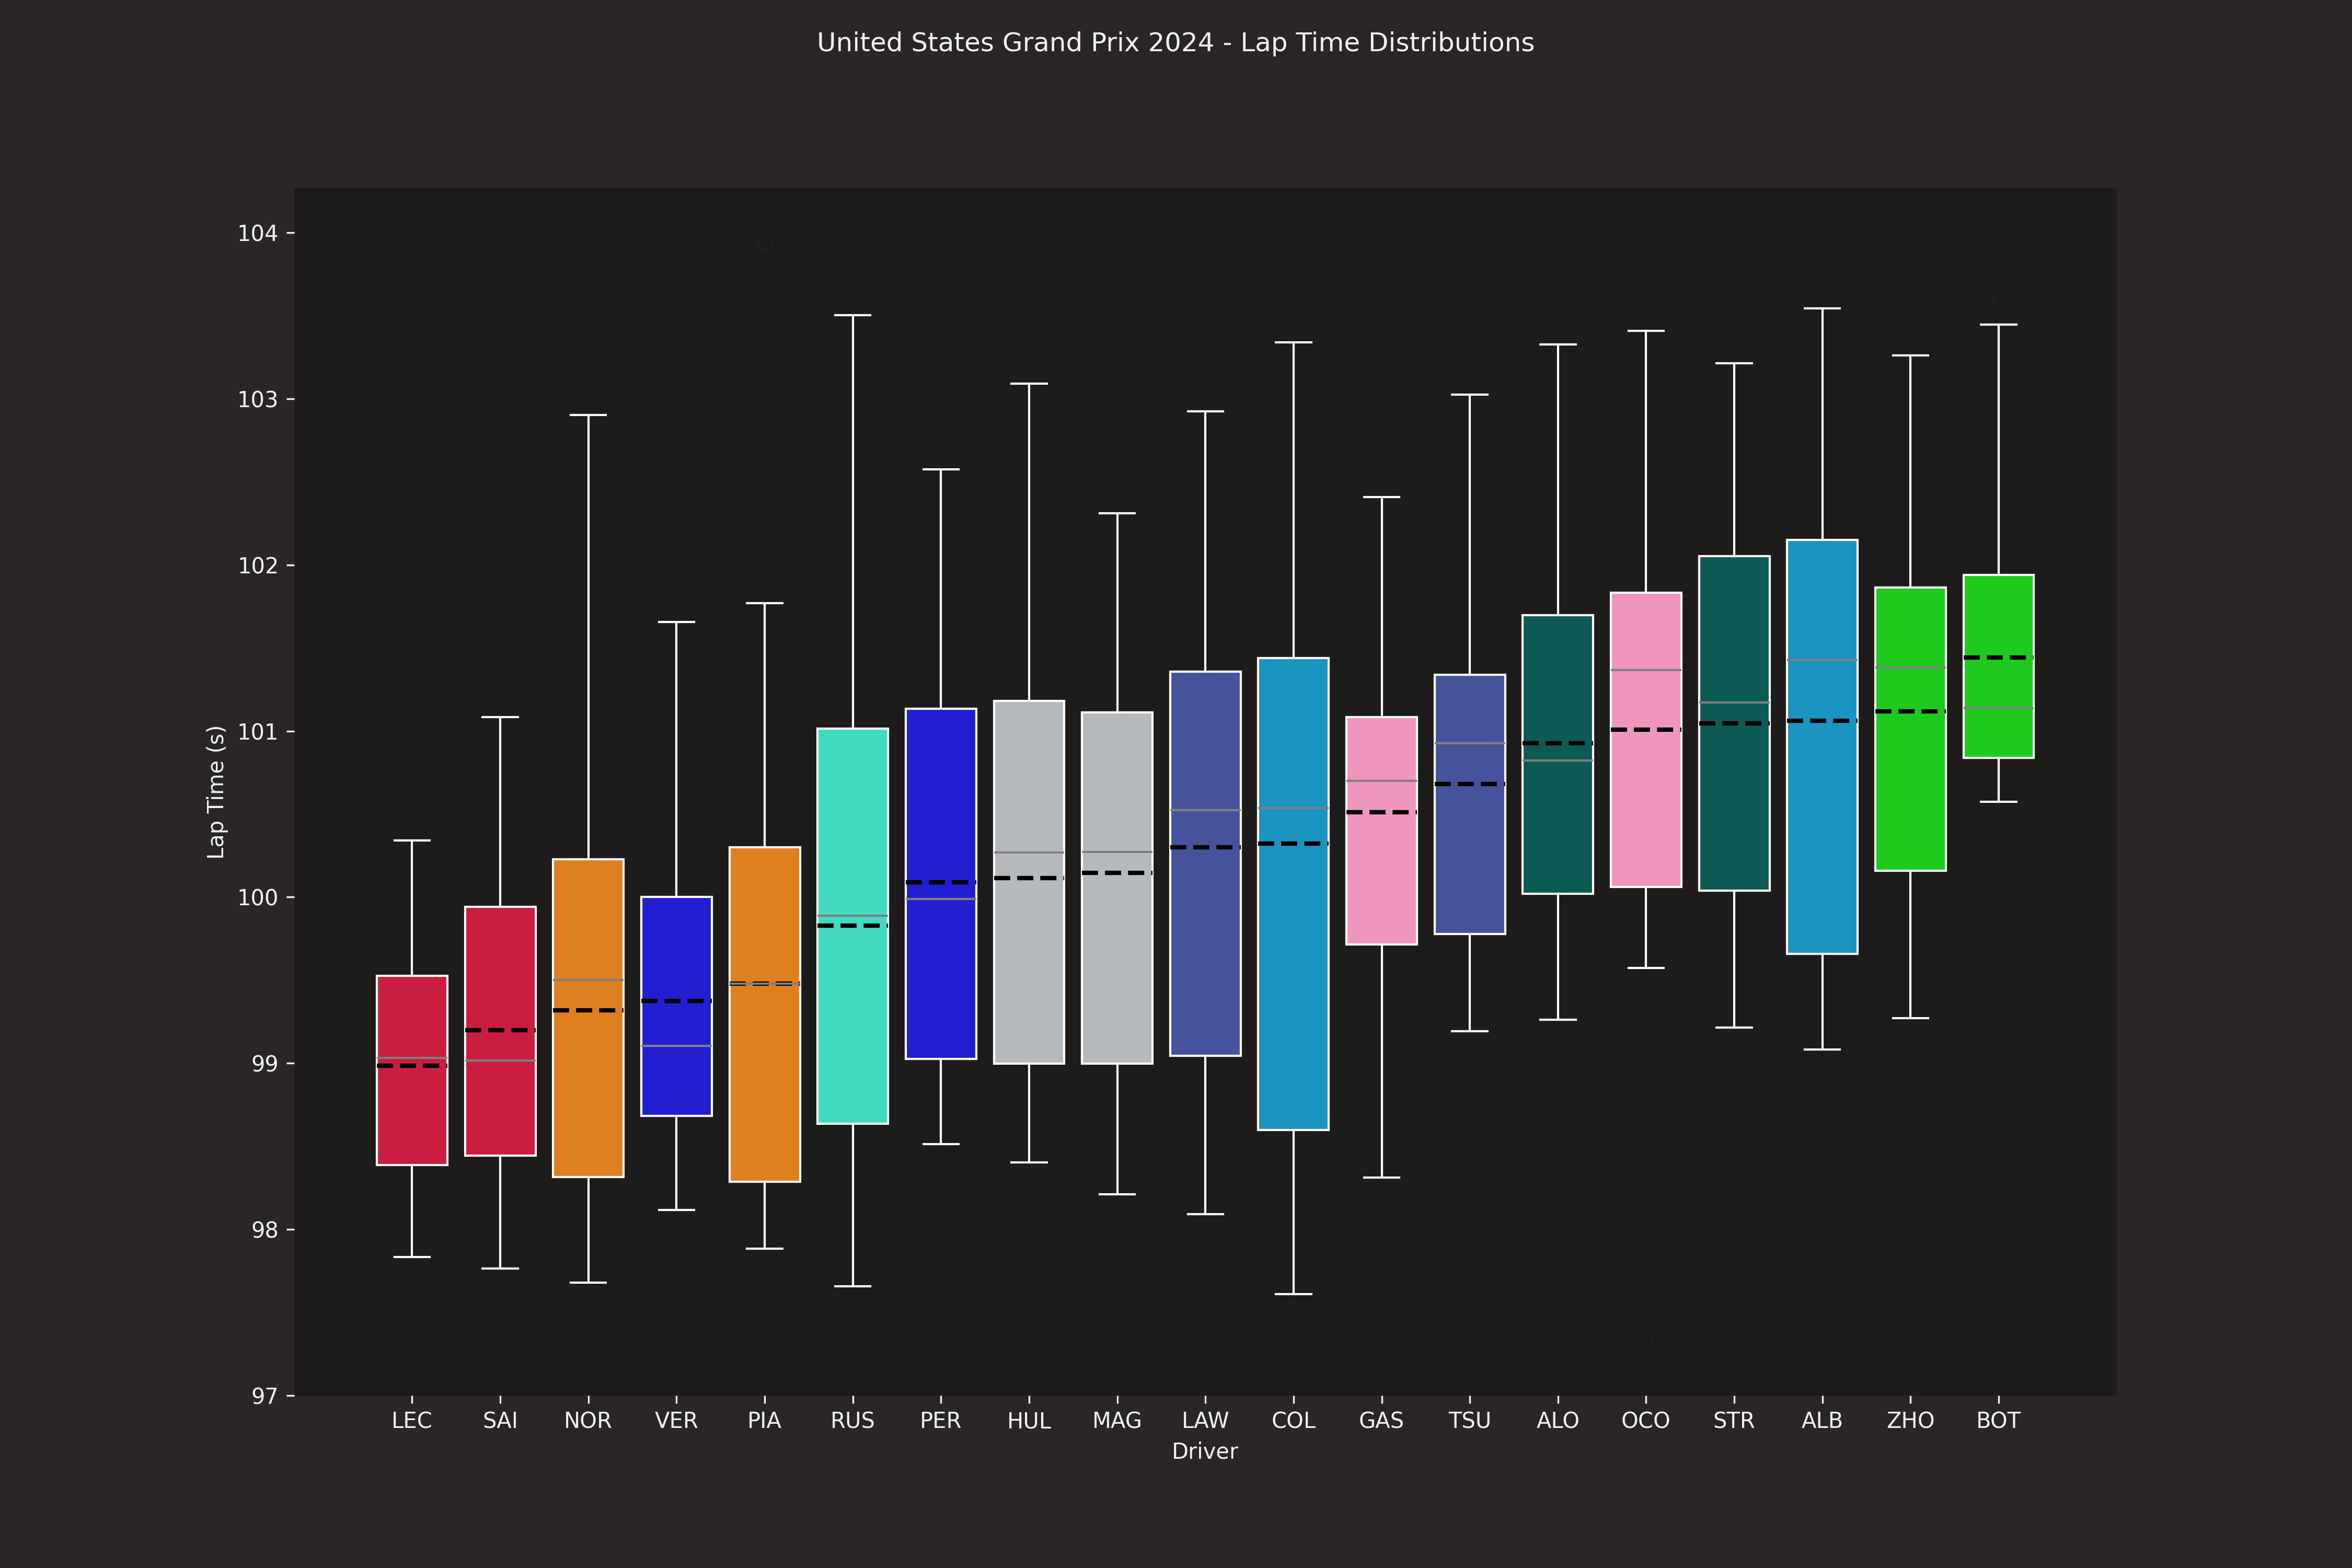 United States Grand Prix 2024 - Lap Time Distributions
104
103
102
101
100
99
98
97
Lap Time (s)
LEC SAI NOR VER PIA RUS PER HUL MAG LAW COL GAS TSU ALO OCO STR ALB ZHO BOT
Driver